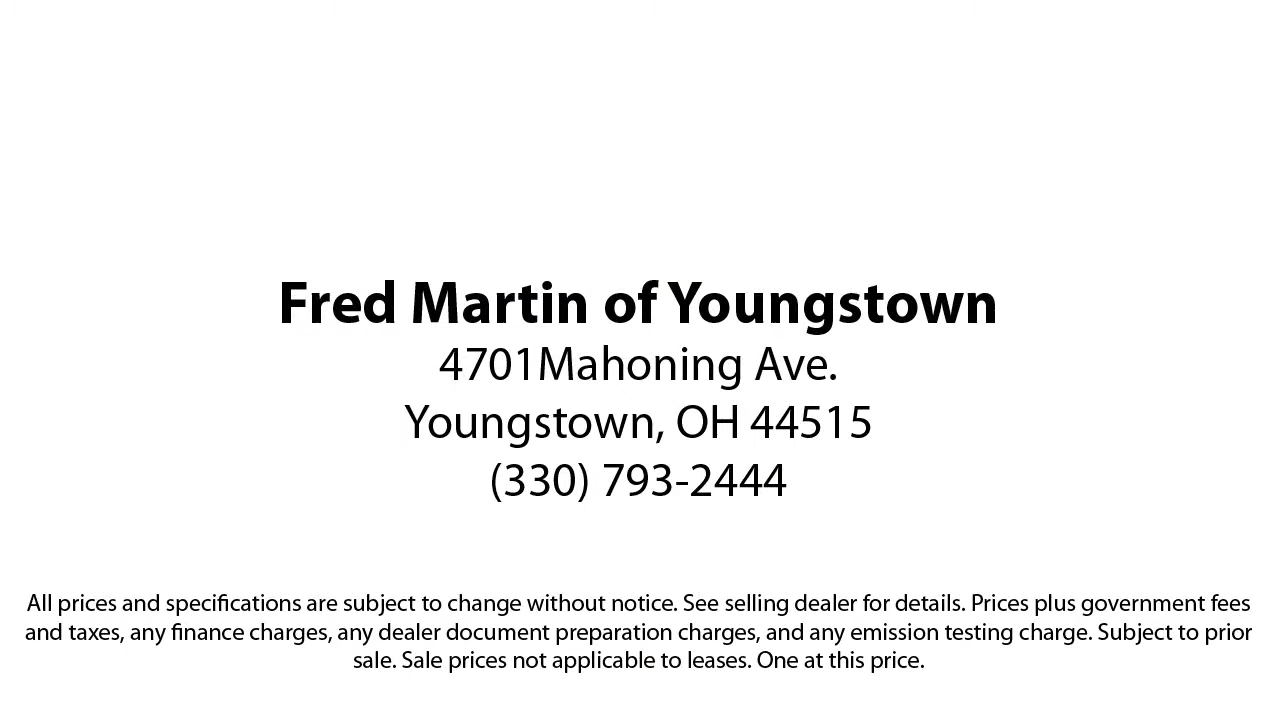 Fred Martin of Youngstown
4701Mahoning Ave.
Youngstown, OH 44515
(330) 793-2444
All prices and specifications are subject to change without notice. See selling dealer for details. Prices plus government fees
and taxes, any finance charges, any dealer document preparation charges, and any emission testing charge. Subject to prior
sale. Sale prices not applicable to leases. One at this price.